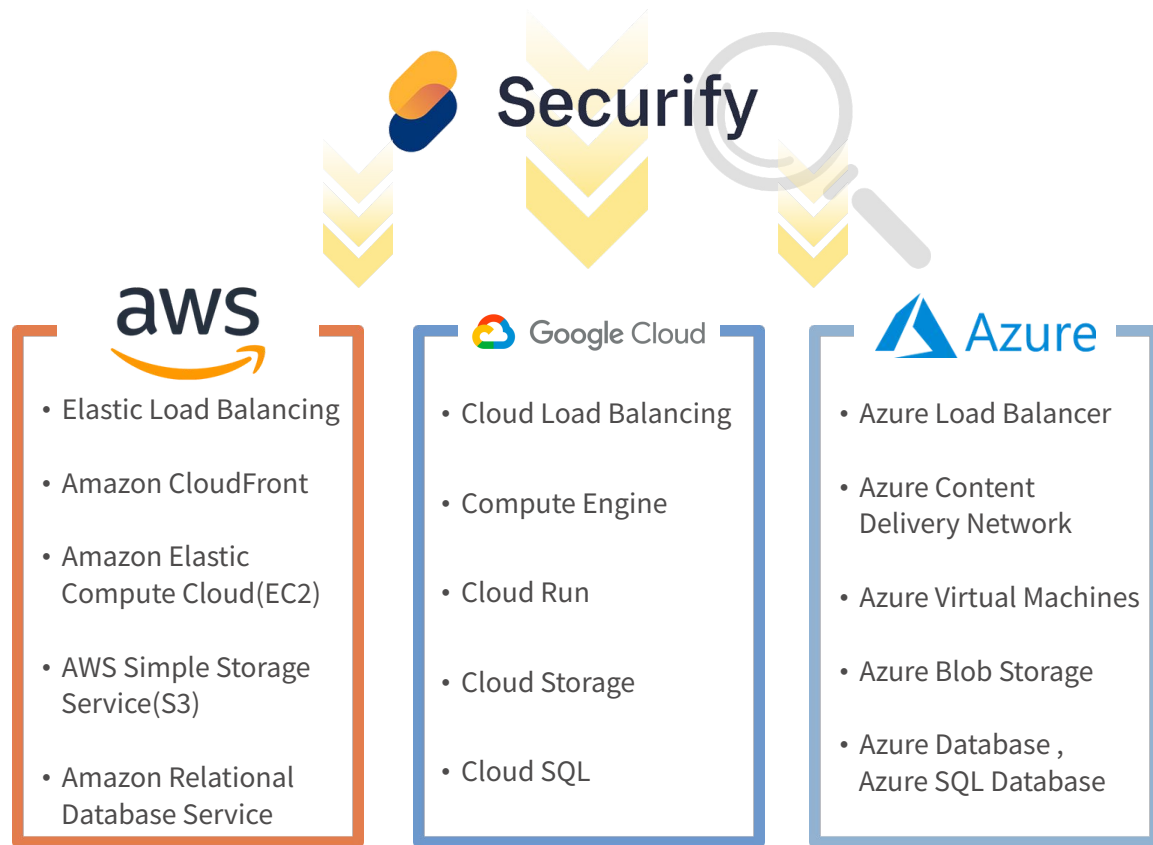 Securify
aws
• Elastic Load Balancing
• Amazon CloudFront
• Amazon Elastic
Compute Cloud(EC2)
• AWS Simple Storage
Service(S3)
• Amazon Relational
Database Service
Google Cloud
• Cloud Load Balancing
• Compute Engine
• Cloud Run
• Cloud Storage
• Cloud SQL
Azure
• Azure Load Balancer
• Azure Content
Delivery Network
• Azure Virtual Machines
• Azure Blob Storage
• Azure Database ,
Azure SQL Database